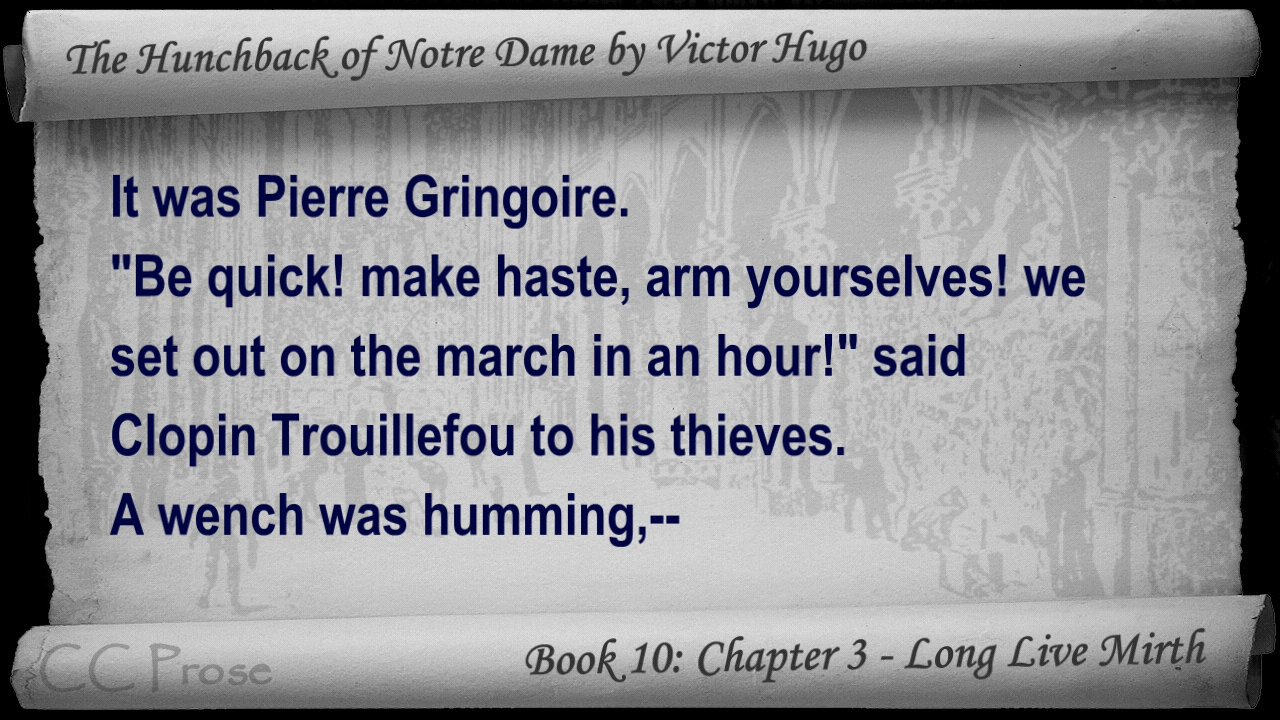 The Hunchback of Notre Dame by Victor Hugo
It was Pierre Gringoire.
"Be quick! make haste, arm yourselves! we
set out on the march in an hour!" said
Clopin Trouillefou to his thieves.
A wench was humming,--
CC Prose
Book 10: Chapter 3 - Long Live Mirth